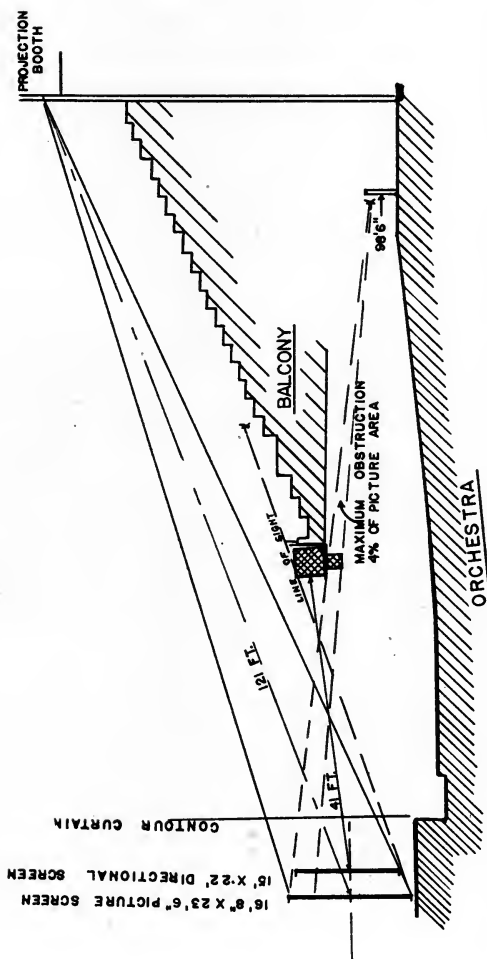 PROJECTION
BOOTH
BALCONY
98'6"
121 FT.
LINE OF SIGHT
MAXIMUM OBSTRUCTION
4% OF PICTURE AREA
ORCHESTRA
41 FT.
CONTOUR CURTAIN
15' X 22' DIRECTIONAL SCREEN
16'8" X 23'6" PICTURE SCREEN